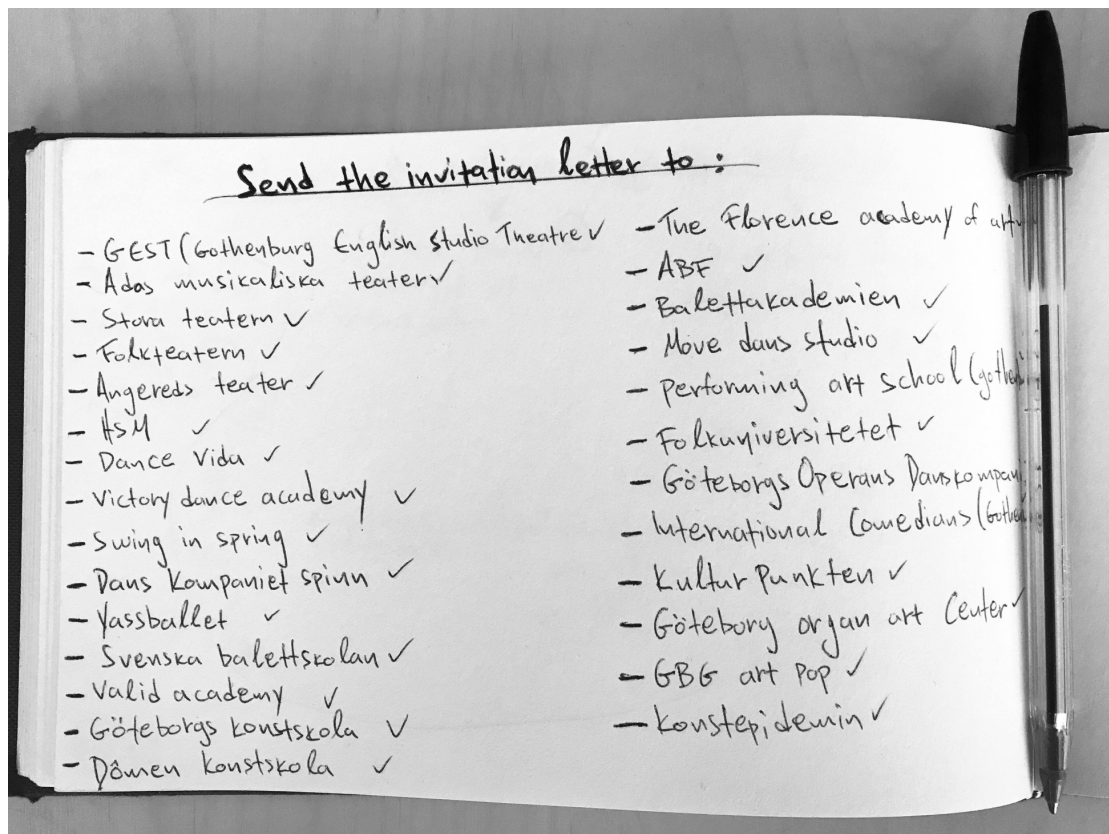 Send the invitation letter to :
- GEST (Gothenburg English Studio Theatre ✓
- Adas musikaliska teater ✓
- Stora teatern ✓
- Folkteatern ✓
- Angereds teater ✓
- HSM ✓
- Dance Vida ✓
- Victory dance academy ✓
- Swing in spring ✓
- Dans Kompaniet spinn ✓
- Yassballet ✓
- Svenska balettskolan ✓
- Valid academy ✓
- Göteborgs konstskola ✓
- Dômen konstskola ✓
- The Florence academy of art
- ABF ✓
- Balettakademien ✓
- Move dans studio ✓
- Performing art school (gothe
- Folkuniversitetet ✓
- Göteborgs Operans Danskompani
- International Comedians (Gothe
- Kultur Punkten ✓
- Göteborg organ art Center ✓
- GBG art pop ✓
- Konstepidemin ✓